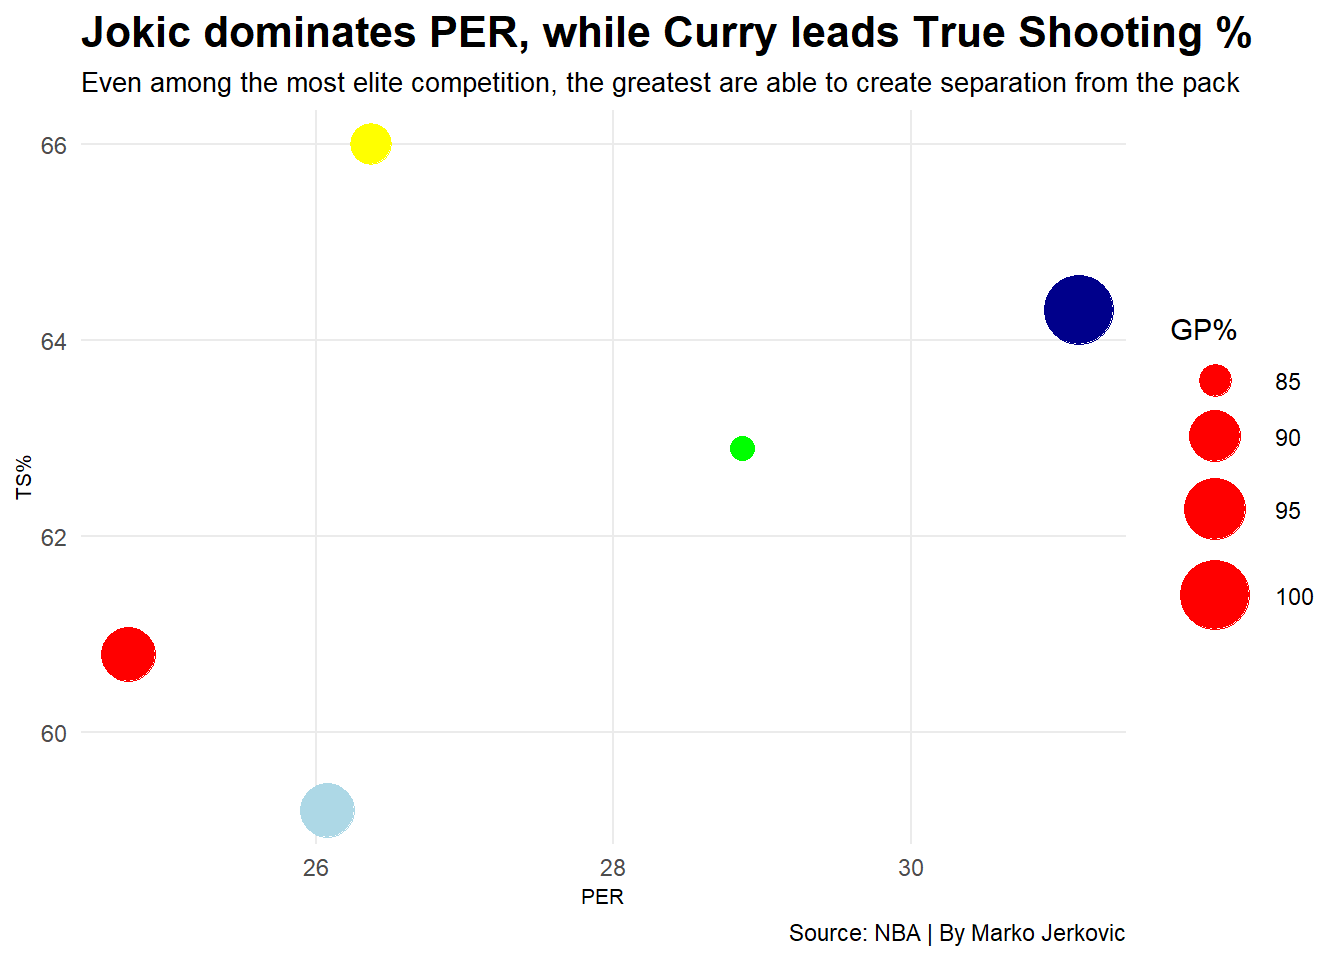 Jokic dominates PER, while Curry leads True Shooting %
Even among the most elite competition, the greatest are able to create separation from the pack
66
64
62
60
TS%
26
28
30
PER
GP%
85
90
95
100
Source: NBA | By Marko Jerkovic